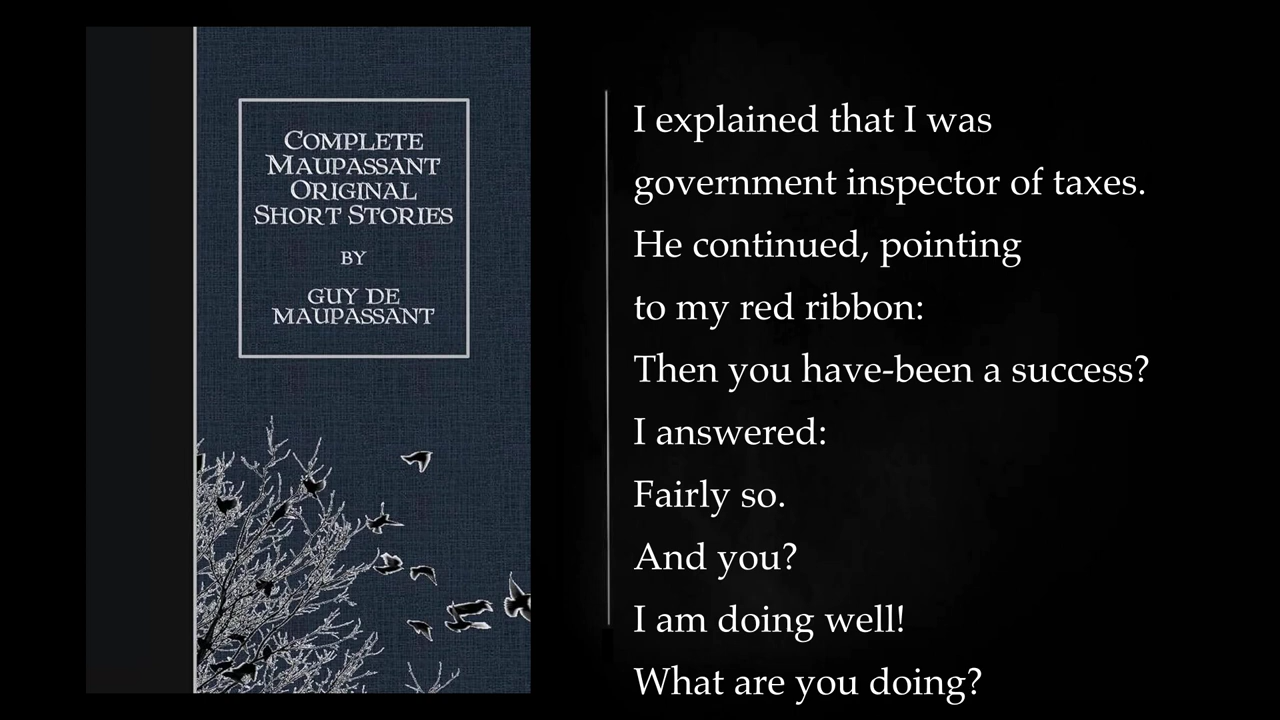 COMPLETE
MAUPASSANT
ORIGINAL
SHORT STORIES
BY
GUY DE
MAUPASSANT
I explained that I was
government inspector of taxes.
He continued, pointing
to my red ribbon:
Then you have-been a success?
I answered:
Fairly so.
And you?
I am doing well!
What are you doing?